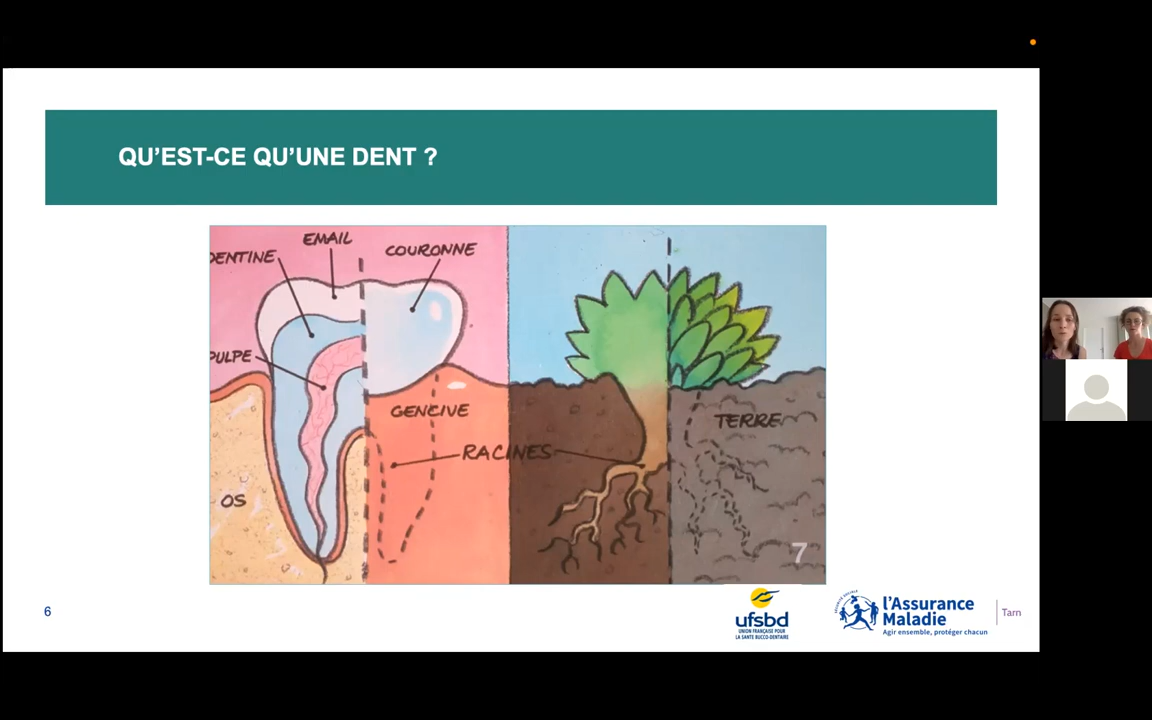 QU'EST-CE QU'UNE DENT ?
EMAIL
DENTINE
COURONNE
PULPE
GENCIVE
TERRE
RACINES
OS
7
6
ufsbd
UNION FRANÇAISE POUR
LA SANTÉ BUCCO-DENTAIRE
l'Assurance
Maladie
Agir ensemble, protéger chacun
Tarn